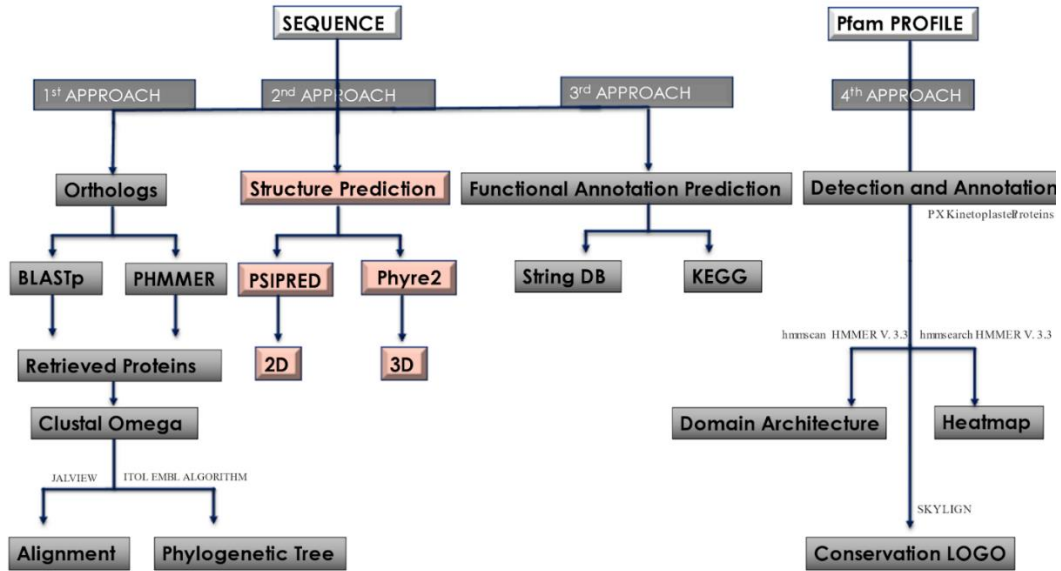 SEQUENCE
Pfam PROFILE
1st APPROACH
2nd APPROACH
3rd APPROACH
4th APPROACH
Orthologs
Structure Prediction
Functional Annotation Prediction
Detection and Annotation
PX Kinetoplastel Proteins
BLASTp
PHMMER
PSIPRED
Phyre2
String DB
KEGG
hmmscan HMMER V. 3.3
hmmsearch HMMER V. 3.3
Retrieved Proteins
2D
3D
Clustal Omega
Domain Architecture
Heatmap
JALVIEW
ITOL EMBL ALGORITHM
SKYLIGN
Alignment
Phylogenetic Tree
Conservation LOGO